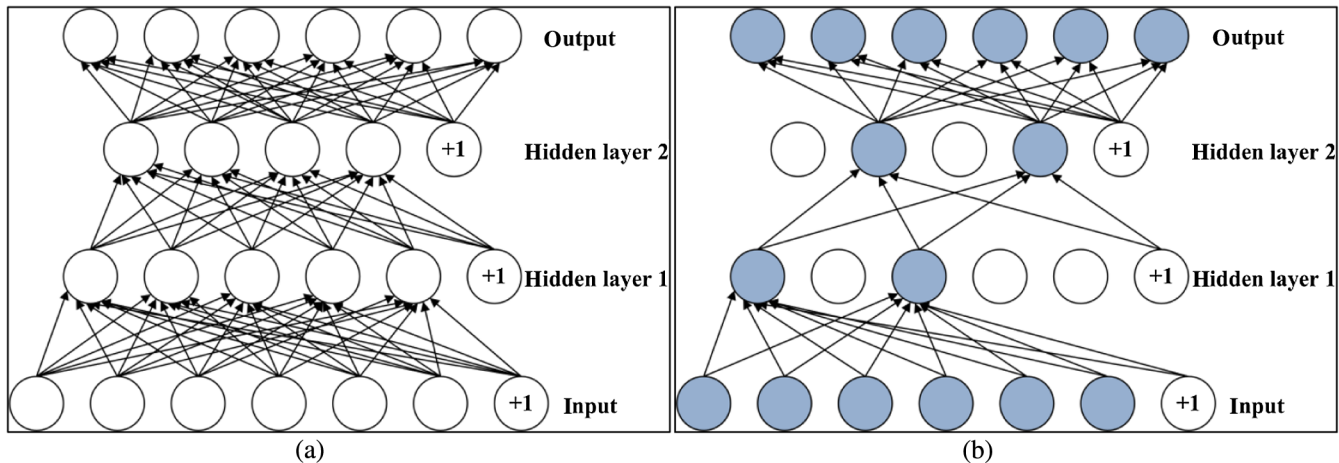 Output
Hidden layer 2
+1
Hidden layer 1
+1
Input
+1
(a)
Output
Hidden layer 2
+1
Hidden layer 1
+1
Input
+1
(b)